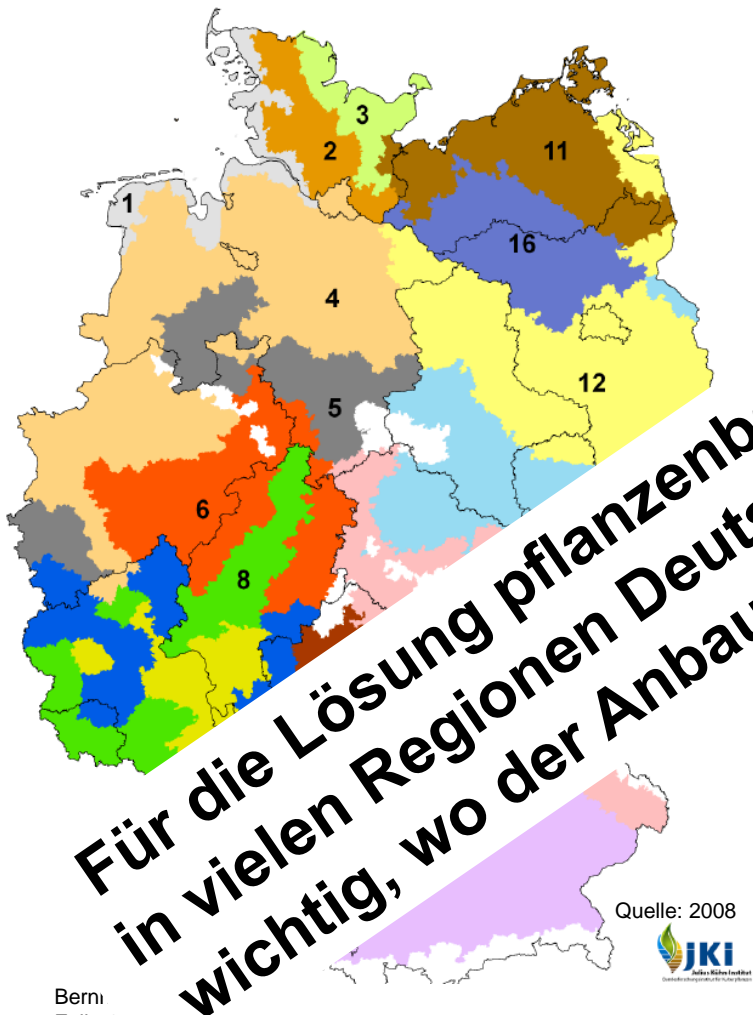 3
2
11
1
16
4
12
5
6
8
Für die Lösung pflanzenb
in vielen Regionen Deuts
wichtig, wo der Anbau
Quelle: 2008
JKI
Julius Kühn Institut